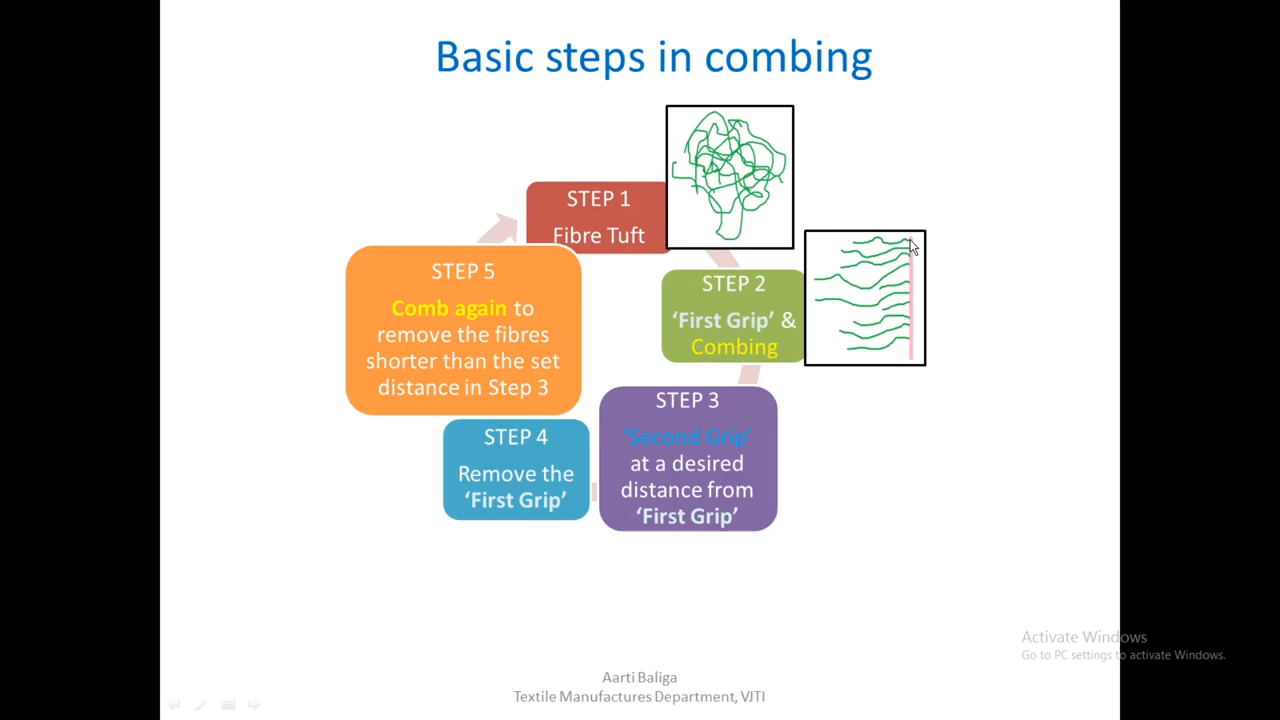 Basic steps in combing
STEP 1
Fibre Tuft
STEP 2
‘First Grip’ &
Combing
STEP 3
‘Second Grip’
at a desired
distance from
‘First Grip’
STEP 4
Remove the
‘First Grip’
STEP 5
Comb again to
remove the fibres
shorter than the set
distance in Step 3
Activate Windows
Go to PC settings to activate Windows.
Aarti Baliga
Textile Manufactures Department, VJTI